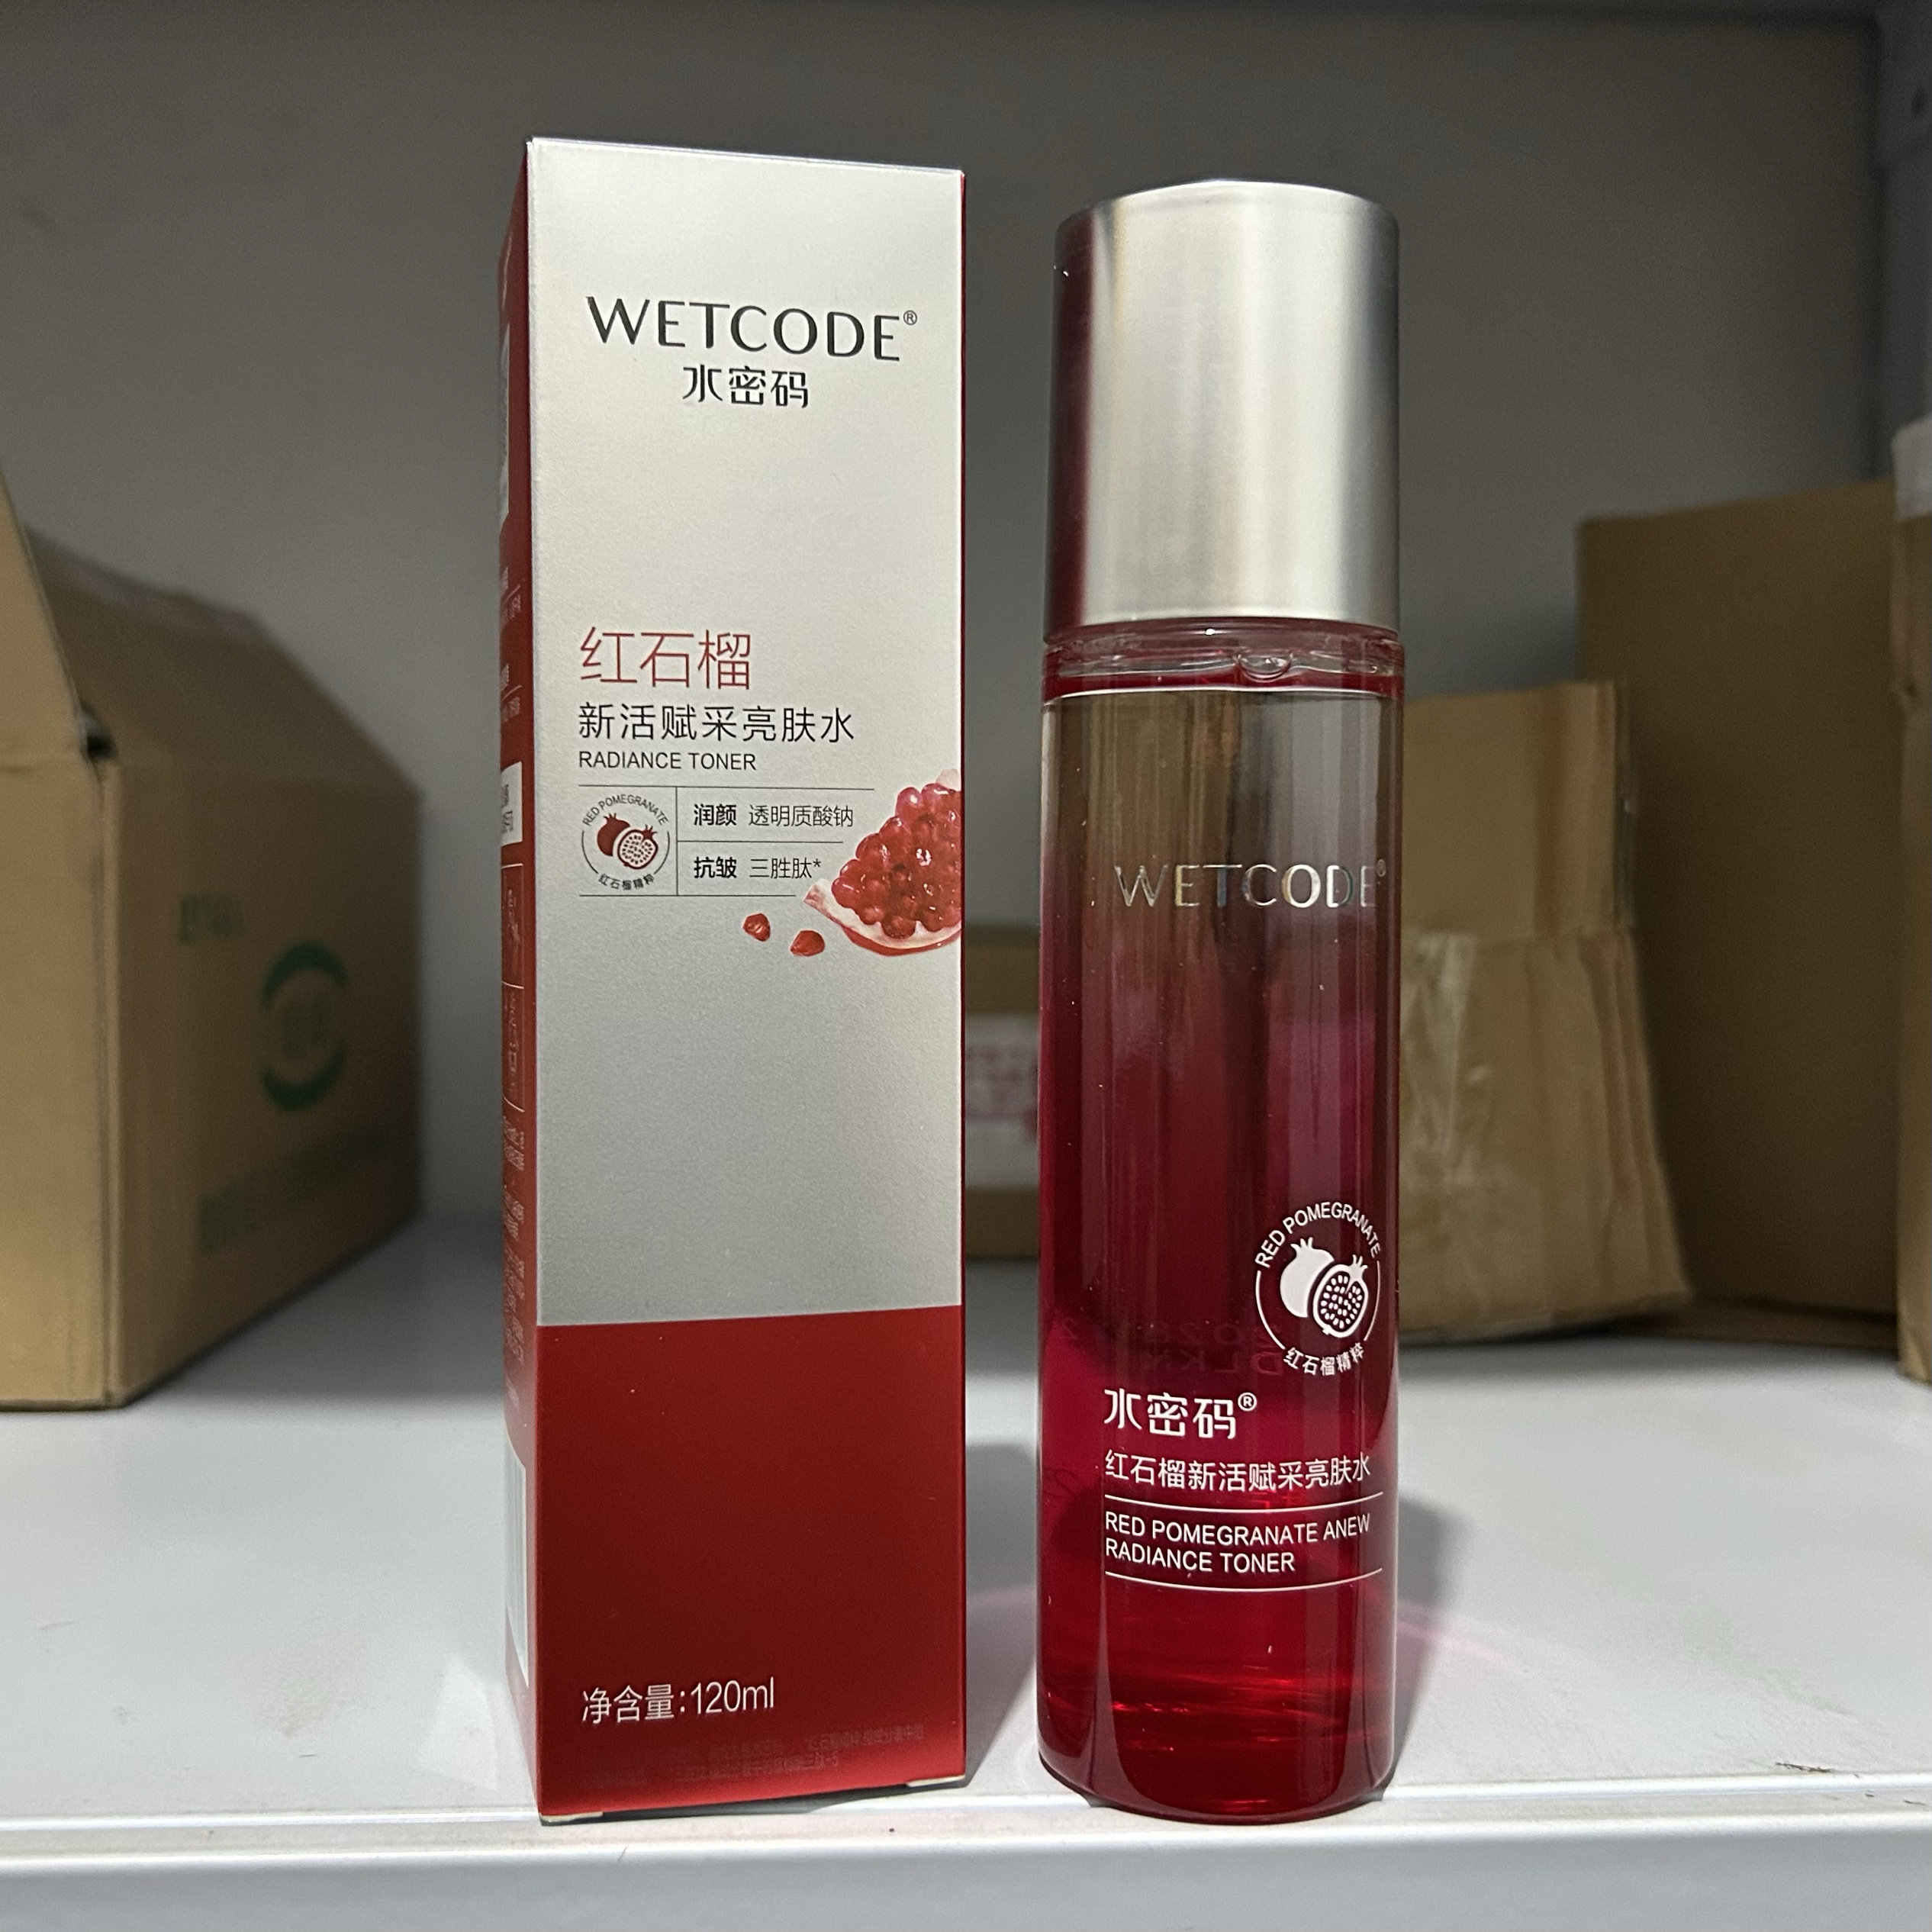 WETCODE®
水密码
红石榴
新活赋采亮肤水
RADIANCE TONER
RED POMEGRANATE
红石榴精粹
润颜 透明质酸钠
抗皱 三胜肽*
净含量:120ml
WETCODE®
RED POMEGRANATE
红石榴精粹
水密码®
红石榴新活赋采亮肤水
RED POMEGRANATE ANEW
RADIANCE TONER